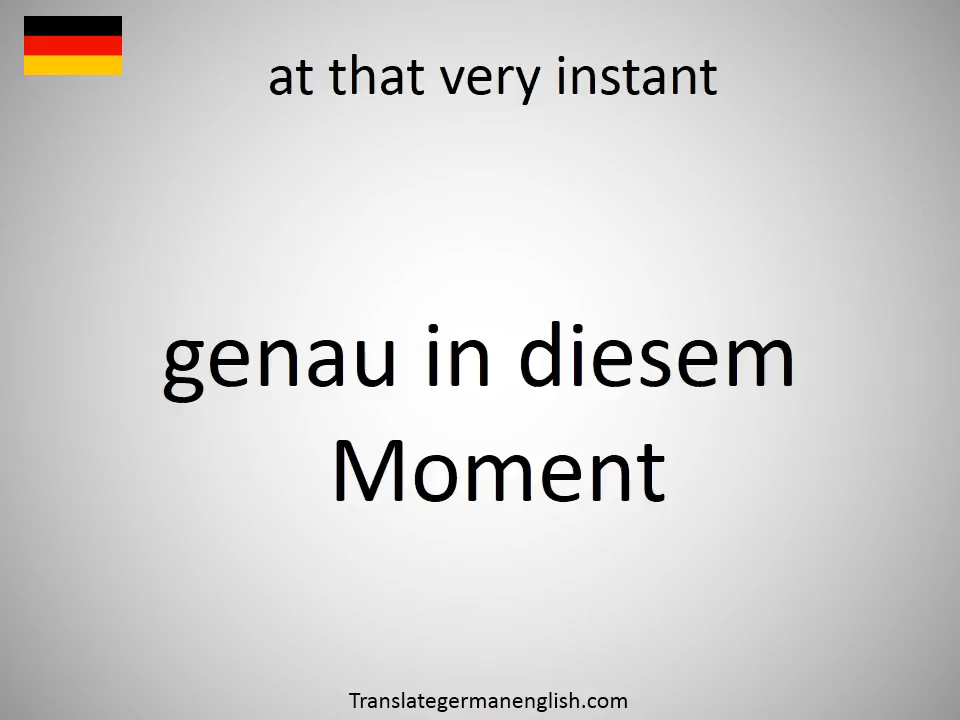 at that very instant
genau in diesem
Moment
Translategermanenglish.com